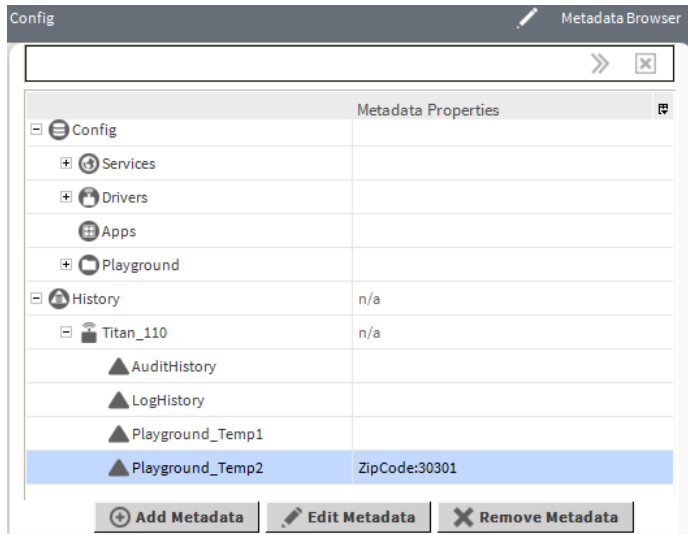 Config Metadata Browser
Metadata Properties
Config
Services
Drivers
Apps
Playground
History n/a
Titan_110 n/a
AuditHistory
LogHistory
Playground_Temp1
Playground_Temp2 ZipCode:30301
Add Metadata Edit Metadata Remove Metadata